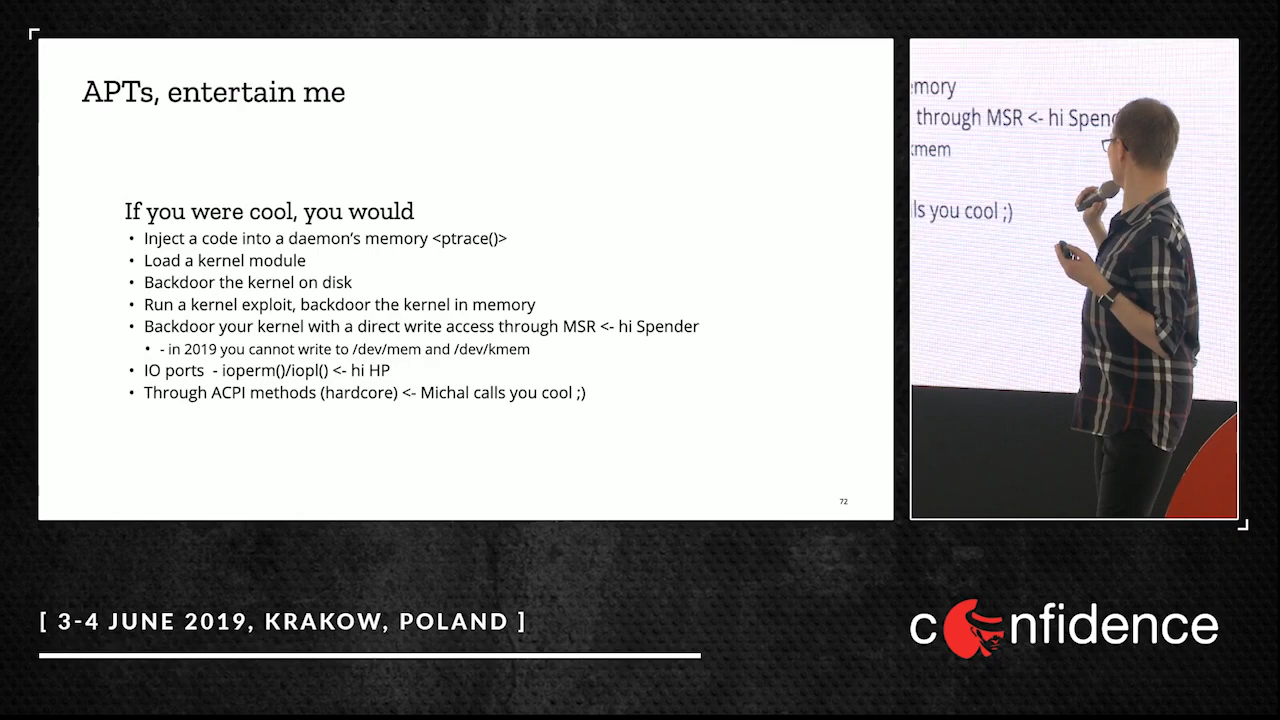 APTs, entertain me
If you were cool, you would
• Inject a code into a daemon's memory <ptrace()>
• Load a kernel module
• Backdoor the kernel on disk
• Run a kernel exploit, backdoor the kernel in memory
• Backdoor your kernel with a direct write access through MSR <- hi Spender
• - in 2019 you cannot write to /dev/mem and /dev/kmem
• IO ports - ioperm()/iopl() <- hi HP
• Through ACPI methods (hardcore) <- Michal calls you cool ;)
72
emory
through MSR <- hi Spend
kmem
lls you cool ;)
[ 3-4 JUNE 2019, KRAKOW, POLAND ]
confidence